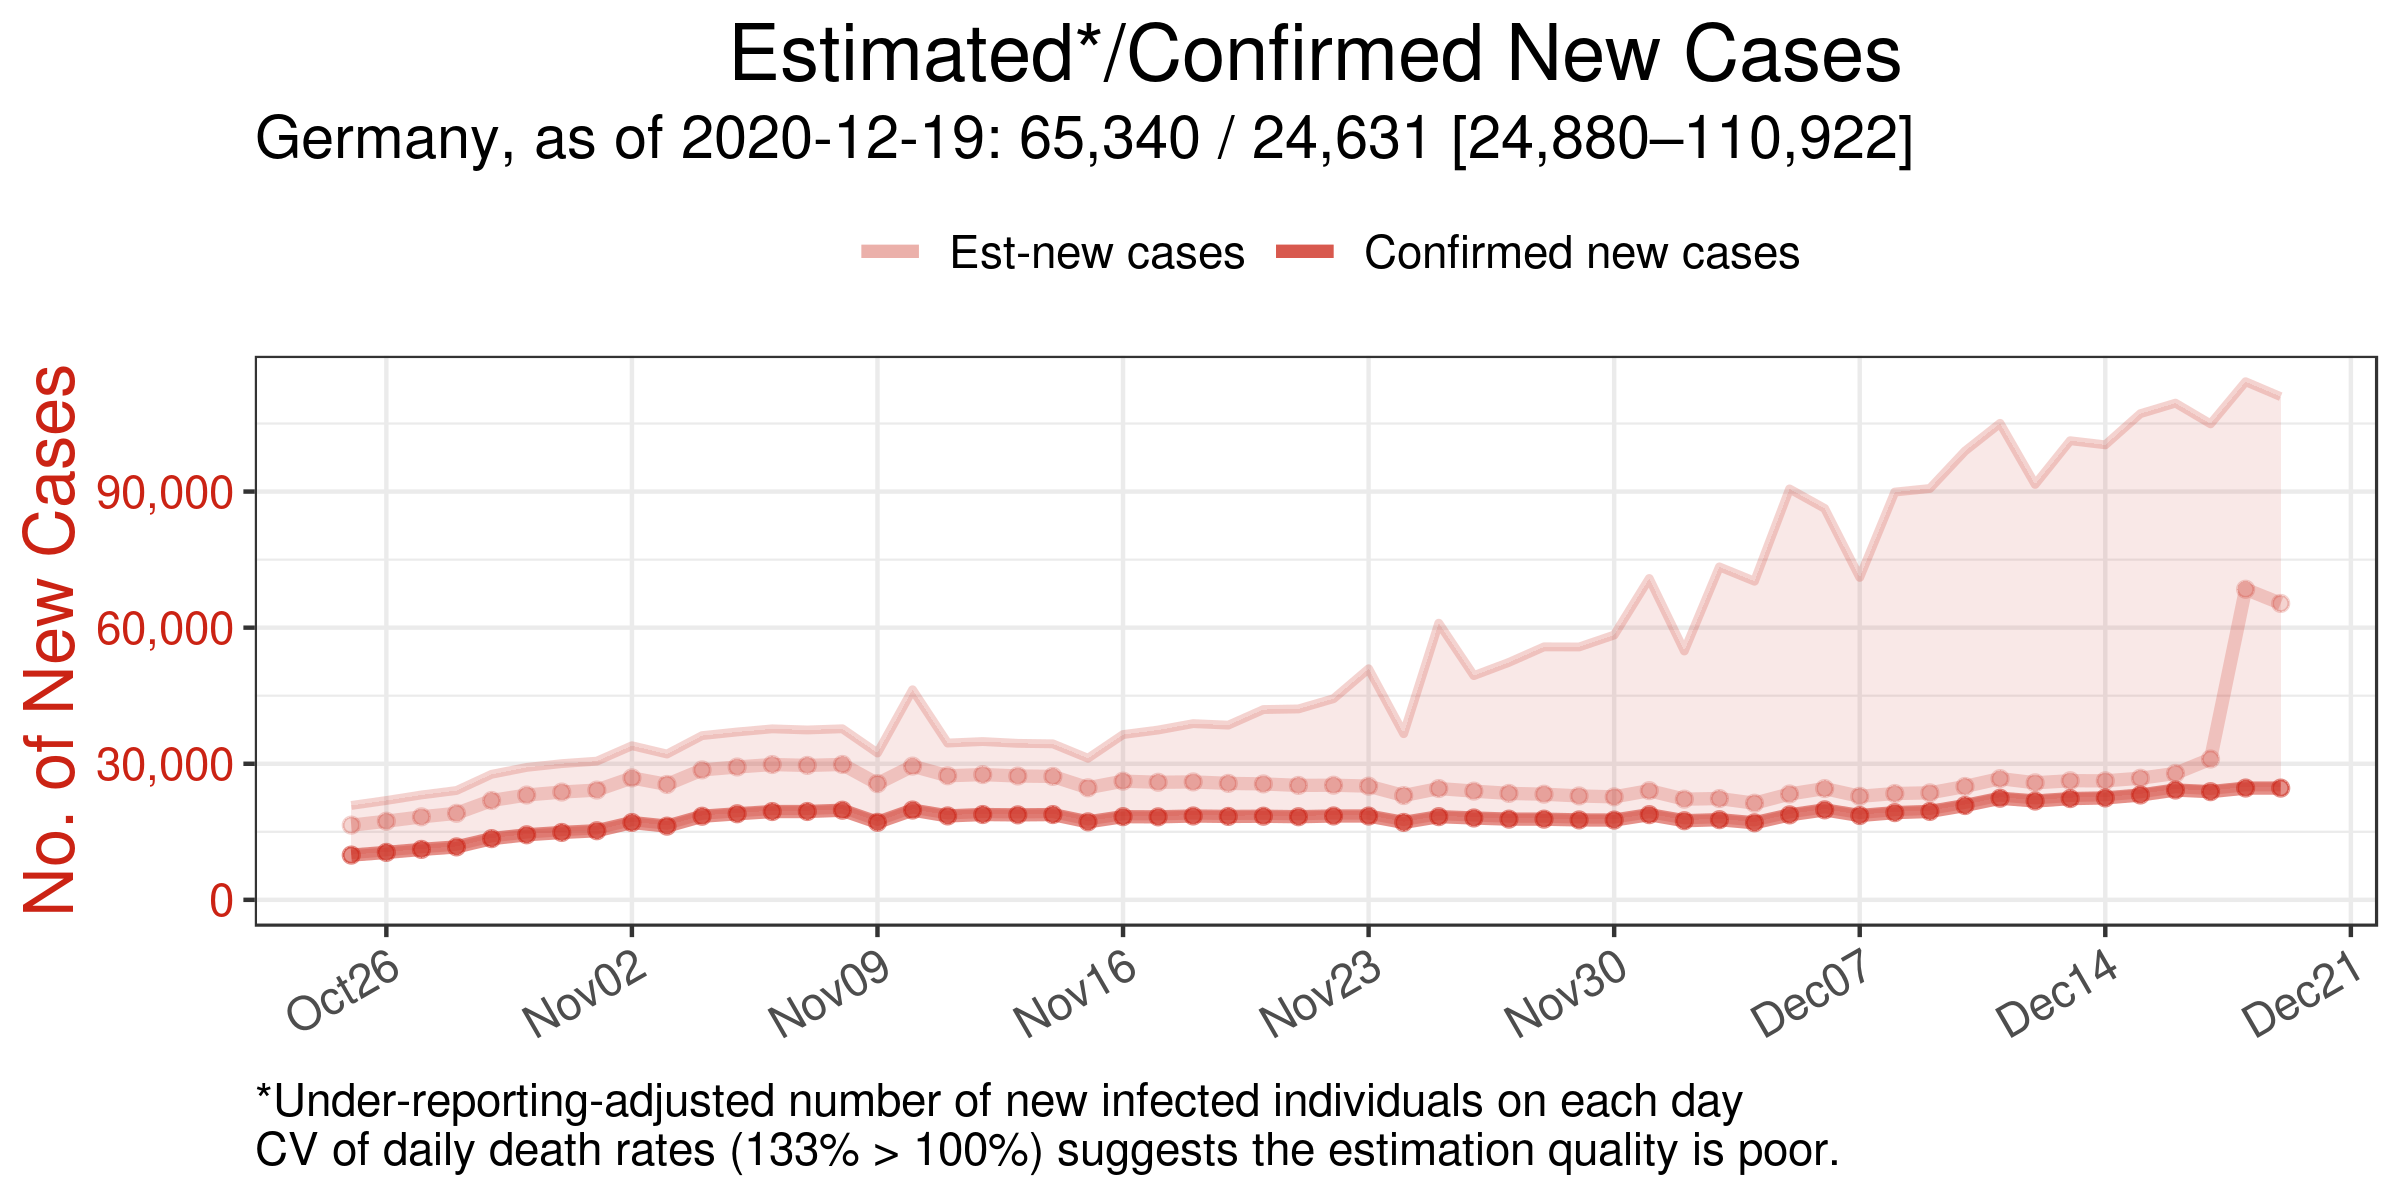 Estimated*/Confirmed New Cases
Germany, as of 2020-12-19: 65,340 / 24,631 [24,880–110,922]
Est-new cases Confirmed new cases
No. of New Cases
90,000
60,000
30,000
0
Oct26 Nov02 Nov09 Nov16 Nov23 Nov30 Dec07 Dec14 Dec21
*Under-reporting-adjusted number of new infected individuals on each day
CV of daily death rates (133% > 100%) suggests the estimation quality is poor.